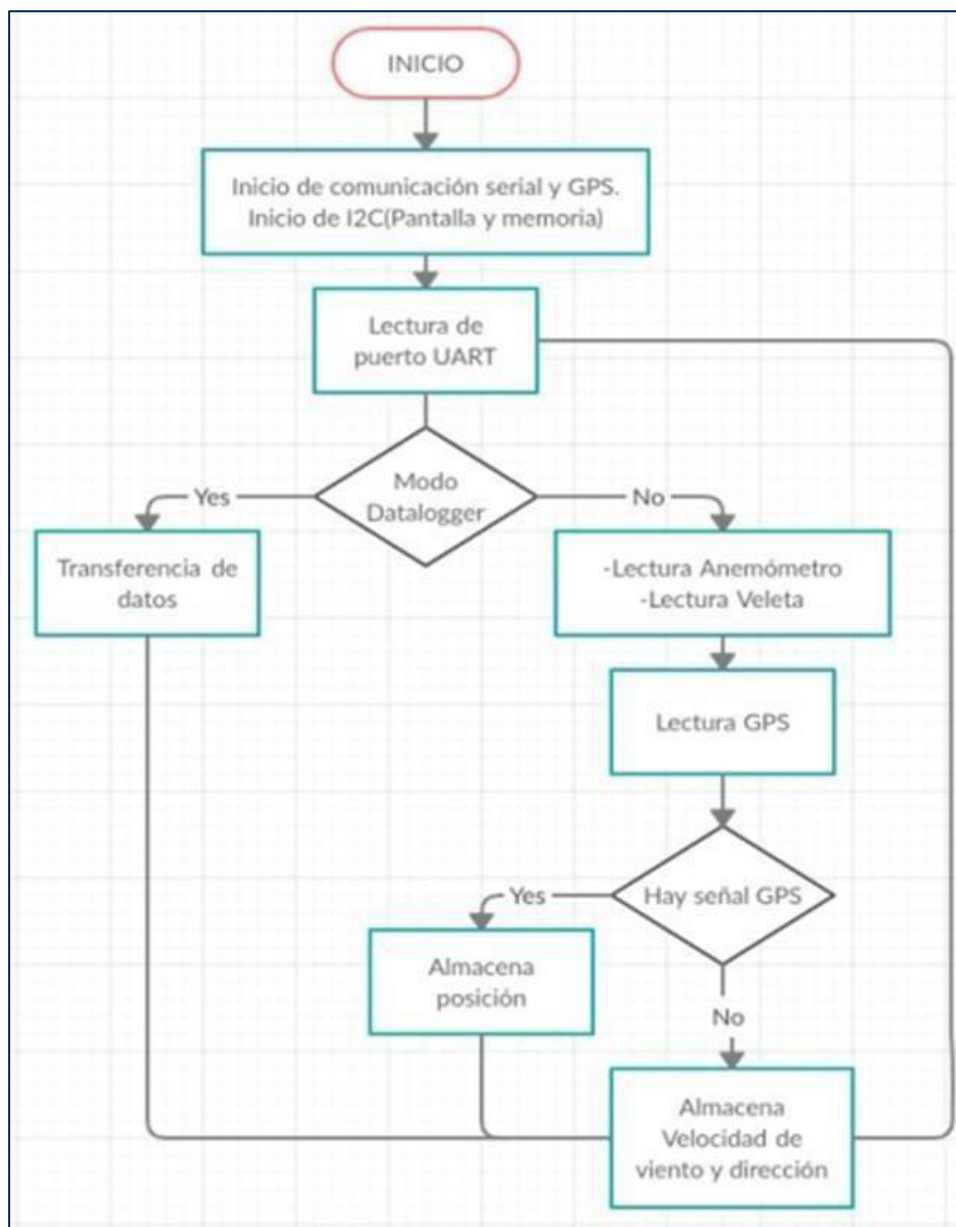 INICIO
Inicio de comunicación serial y GPS.
Inicio de I2C(Pantalla y memoria)
Lectura de
puerto UART
Modo
Datalogger
Yes
No
Transferencia de
datos
-Lectura Anemómetro
-Lectura Veleta
Lectura GPS
Hay señal GPS
Yes
Almacena
posición
No
Almacena
Velocidad de
viento y dirección